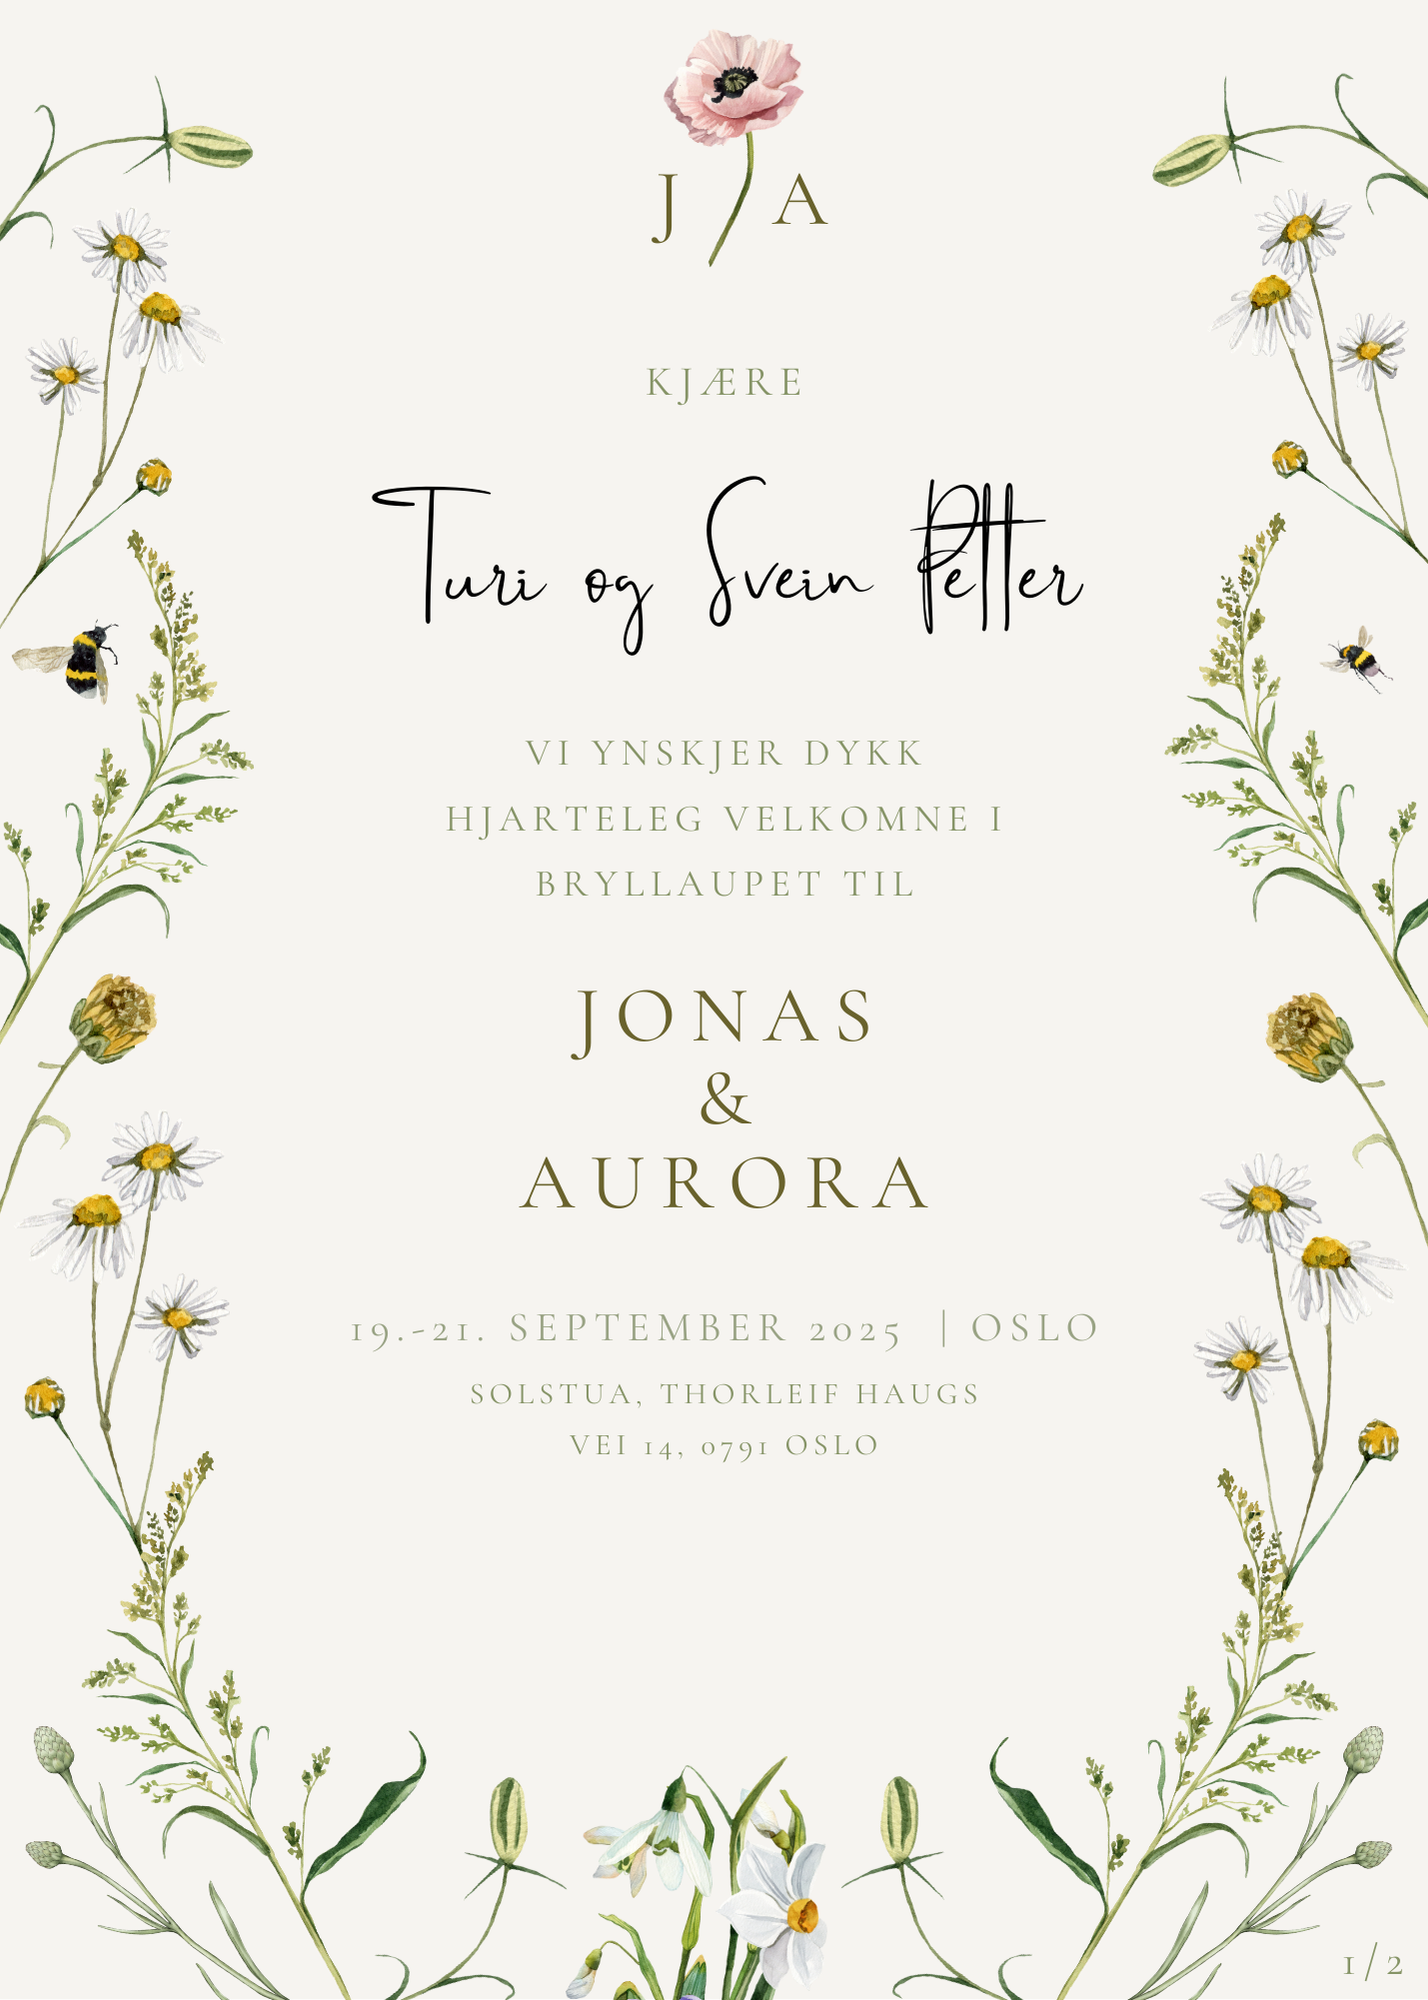 J A
KJÆRE
Turi og Svein Petter
VI YNSKJER DYKK
HJARTELEG VELKOMNE I
BRYLLAUPET TIL
JONAS
&
AURORA
19.-21. SEPTEMBER 2025 | OSLO
SOLSTUA, THORLEIF HAUGS
VEI 14, 0791 OSLO
1/2